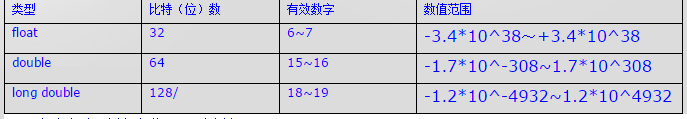 类型 比特（位）数 有效数字 数值范围
float 32 6~7 -3.4*10^38～+3.4*10^38
double 64 15~16 -1.7*10^-308~1.7*10^308
long double 128/ 18~19 -1.2*10^-4932~1.2*10^4932